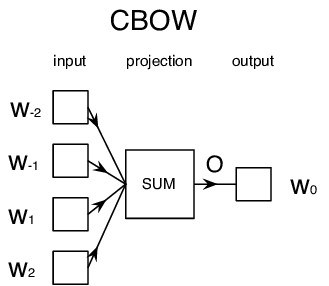 CBOW
input projection output
W-2
W-1
W1
W2
SUM
O
W0